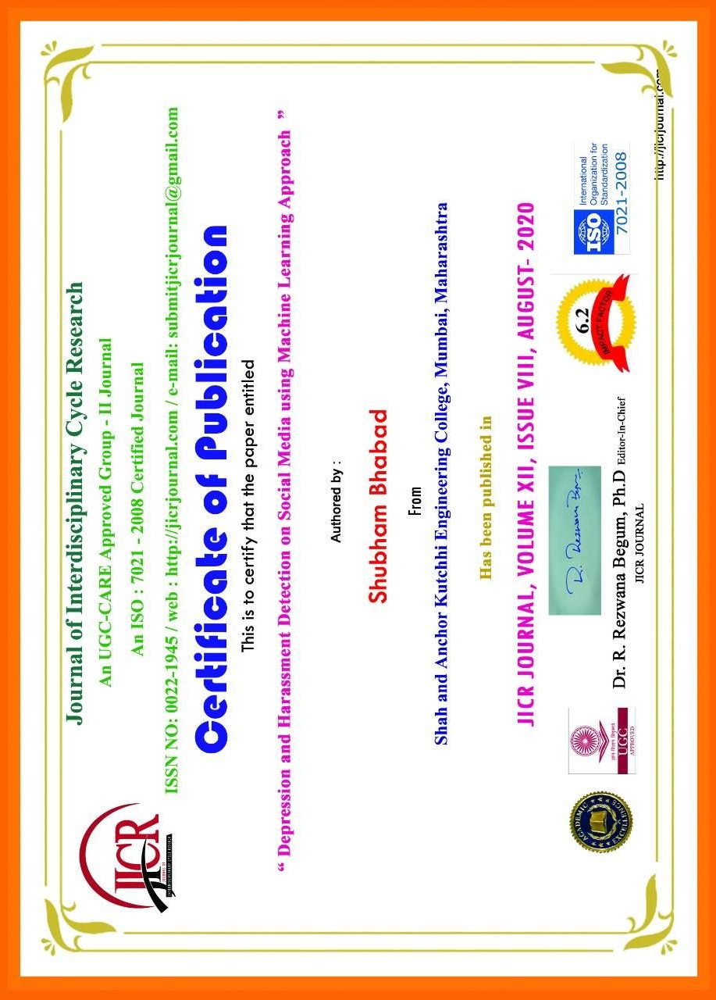 JICR
Journal of Interdisciplinary Cycle Research
An UGC-CARE Approved Group - II Journal
An ISO : 7021 - 2008 Certified Journal
ISSN NO: 0022-1945 / web : http://jicrjournal.com / e-mail: submitjicrjournal@gmail.com
Certificate of Publication
This is to certify that the paper entitled
“ Depression and Harassment Detection on Social Media using Machine Learning Approach ”
Authored by :
Shubham Bhabad
From
Shah and Anchor Kutchhi Engineering College, Mumbai, Maharashtra
Has been published in
JICR JOURNAL, VOLUME XII, ISSUE VIII, AUGUST- 2020
ACADEMIC
EXCELLENCE
UGC
APPROVED
R. Rezwana Begum
Dr. R. Rezwana Begum, Ph.D Editor-In-Chief
JICR JOURNAL
6.2
IMPACT FACTOR
ISO
International
Organization for
Standardization
7021-2008
http://jicrjournal.com